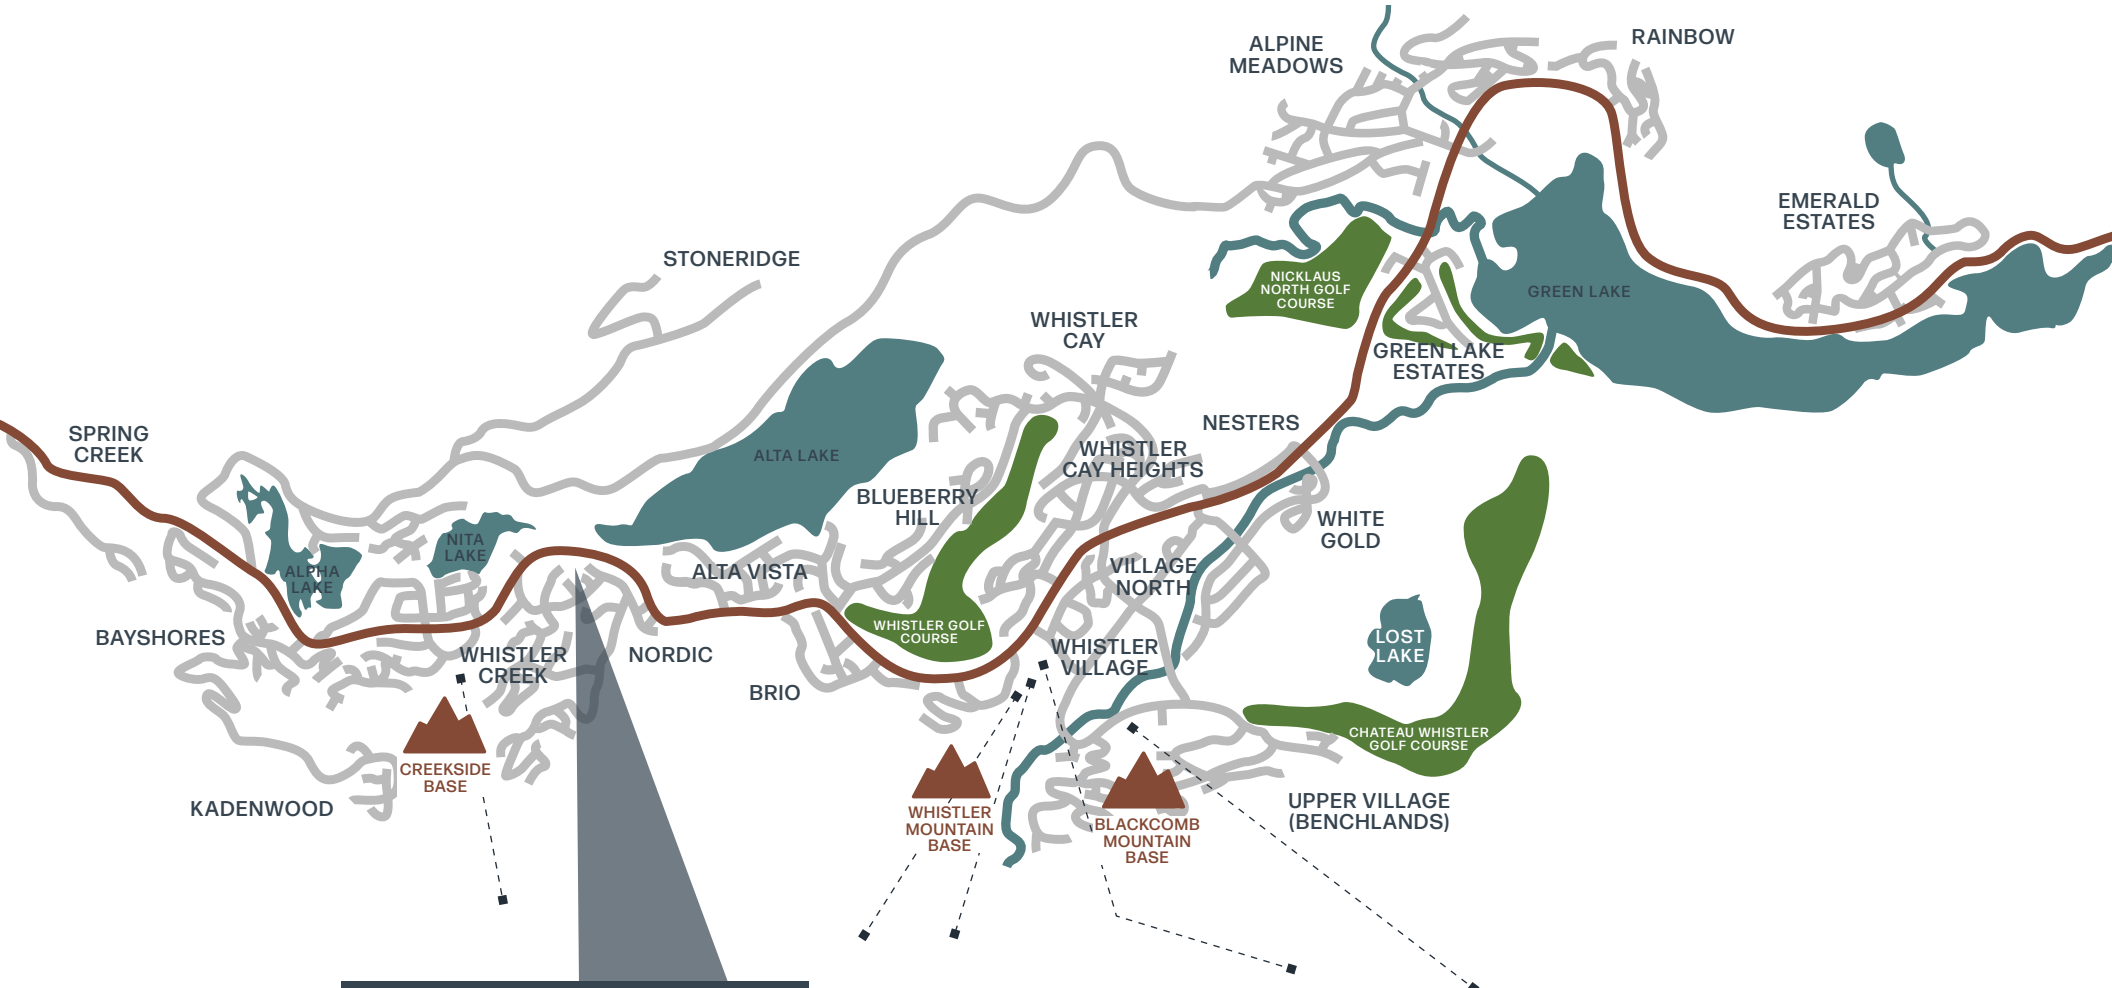 ALPINE
MEADOWS
RAINBOW
EMERALD
ESTATES
STONERIDGE
NICKLAUS
NORTH GOLF
COURSE
GREEN LAKE
WHISTLER
CAY
GREEN LAKE
ESTATES
NESTERS
SPRING
CREEK
ALTA LAKE
WHISTLER
CAY HEIGHTS
BLUEBERRY
HILL
WHITE
GOLD
NITA
LAKE
ALPHA
LAKE
ALTA VISTA
VILLAGE
NORTH
BAYSHORES
WHISTLER GOLF
COURSE
LOST
LAKE
WHISTLER
CREEK
NORDIC
WHISTLER
VILLAGE
BRIO
CHATEAU WHISTLER
GOLF COURSE
CREEKSIDE
BASE
KADENWOOD
WHISTLER
MOUNTAIN
BASE
BLACKCOMB
MOUNTAIN
BASE
UPPER VILLAGE
(BENCHLANDS)